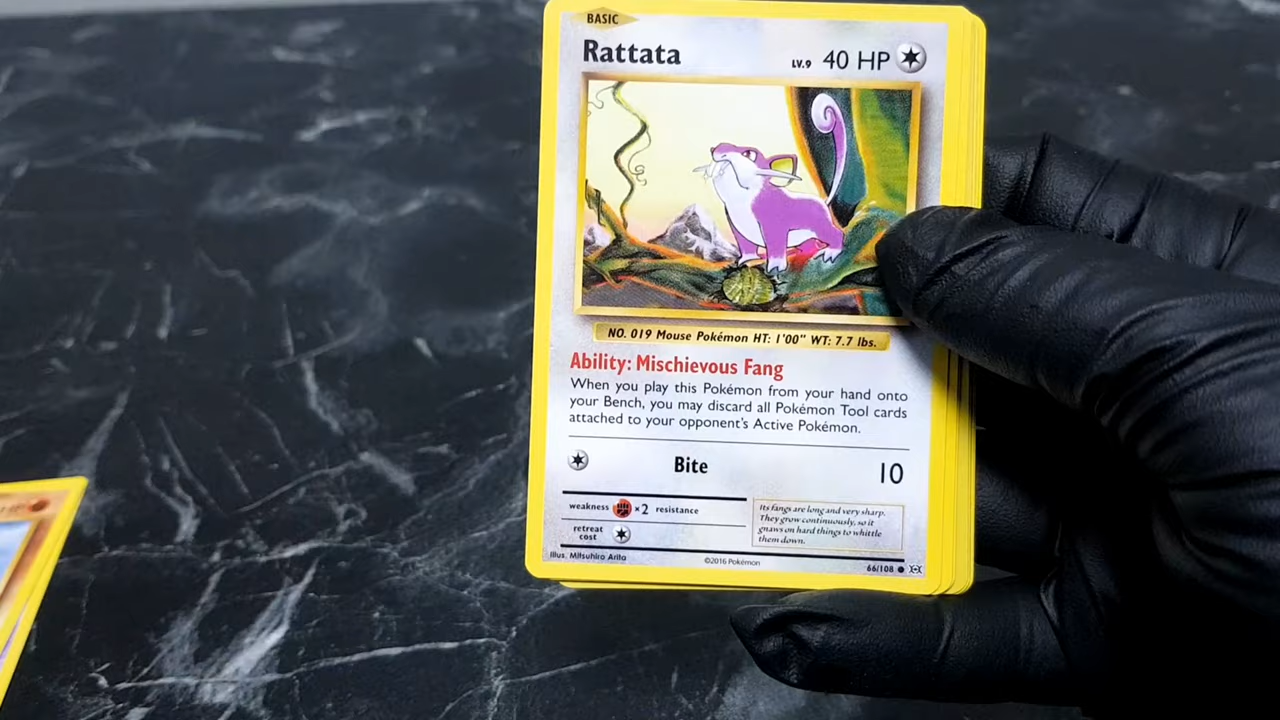 BASIC
Rattata
LV.9 40 HP
NO. 019 Mouse Pokémon HT: 1'00" WT: 7.7 lbs.
Ability: Mischievous Fang
When you play this Pokémon from your hand onto
your Bench, you may discard all Pokémon Tool cards
attached to your opponent's Active Pokémon.
Bite 10
weakness ×2 resistance
retreat
cost
Its fangs are long and very sharp.
They grow continuously, so it
gnaws on hard things to whittle
them down.
Illus. Mitsuhiro Arita
©2016 Pokémon
66/108